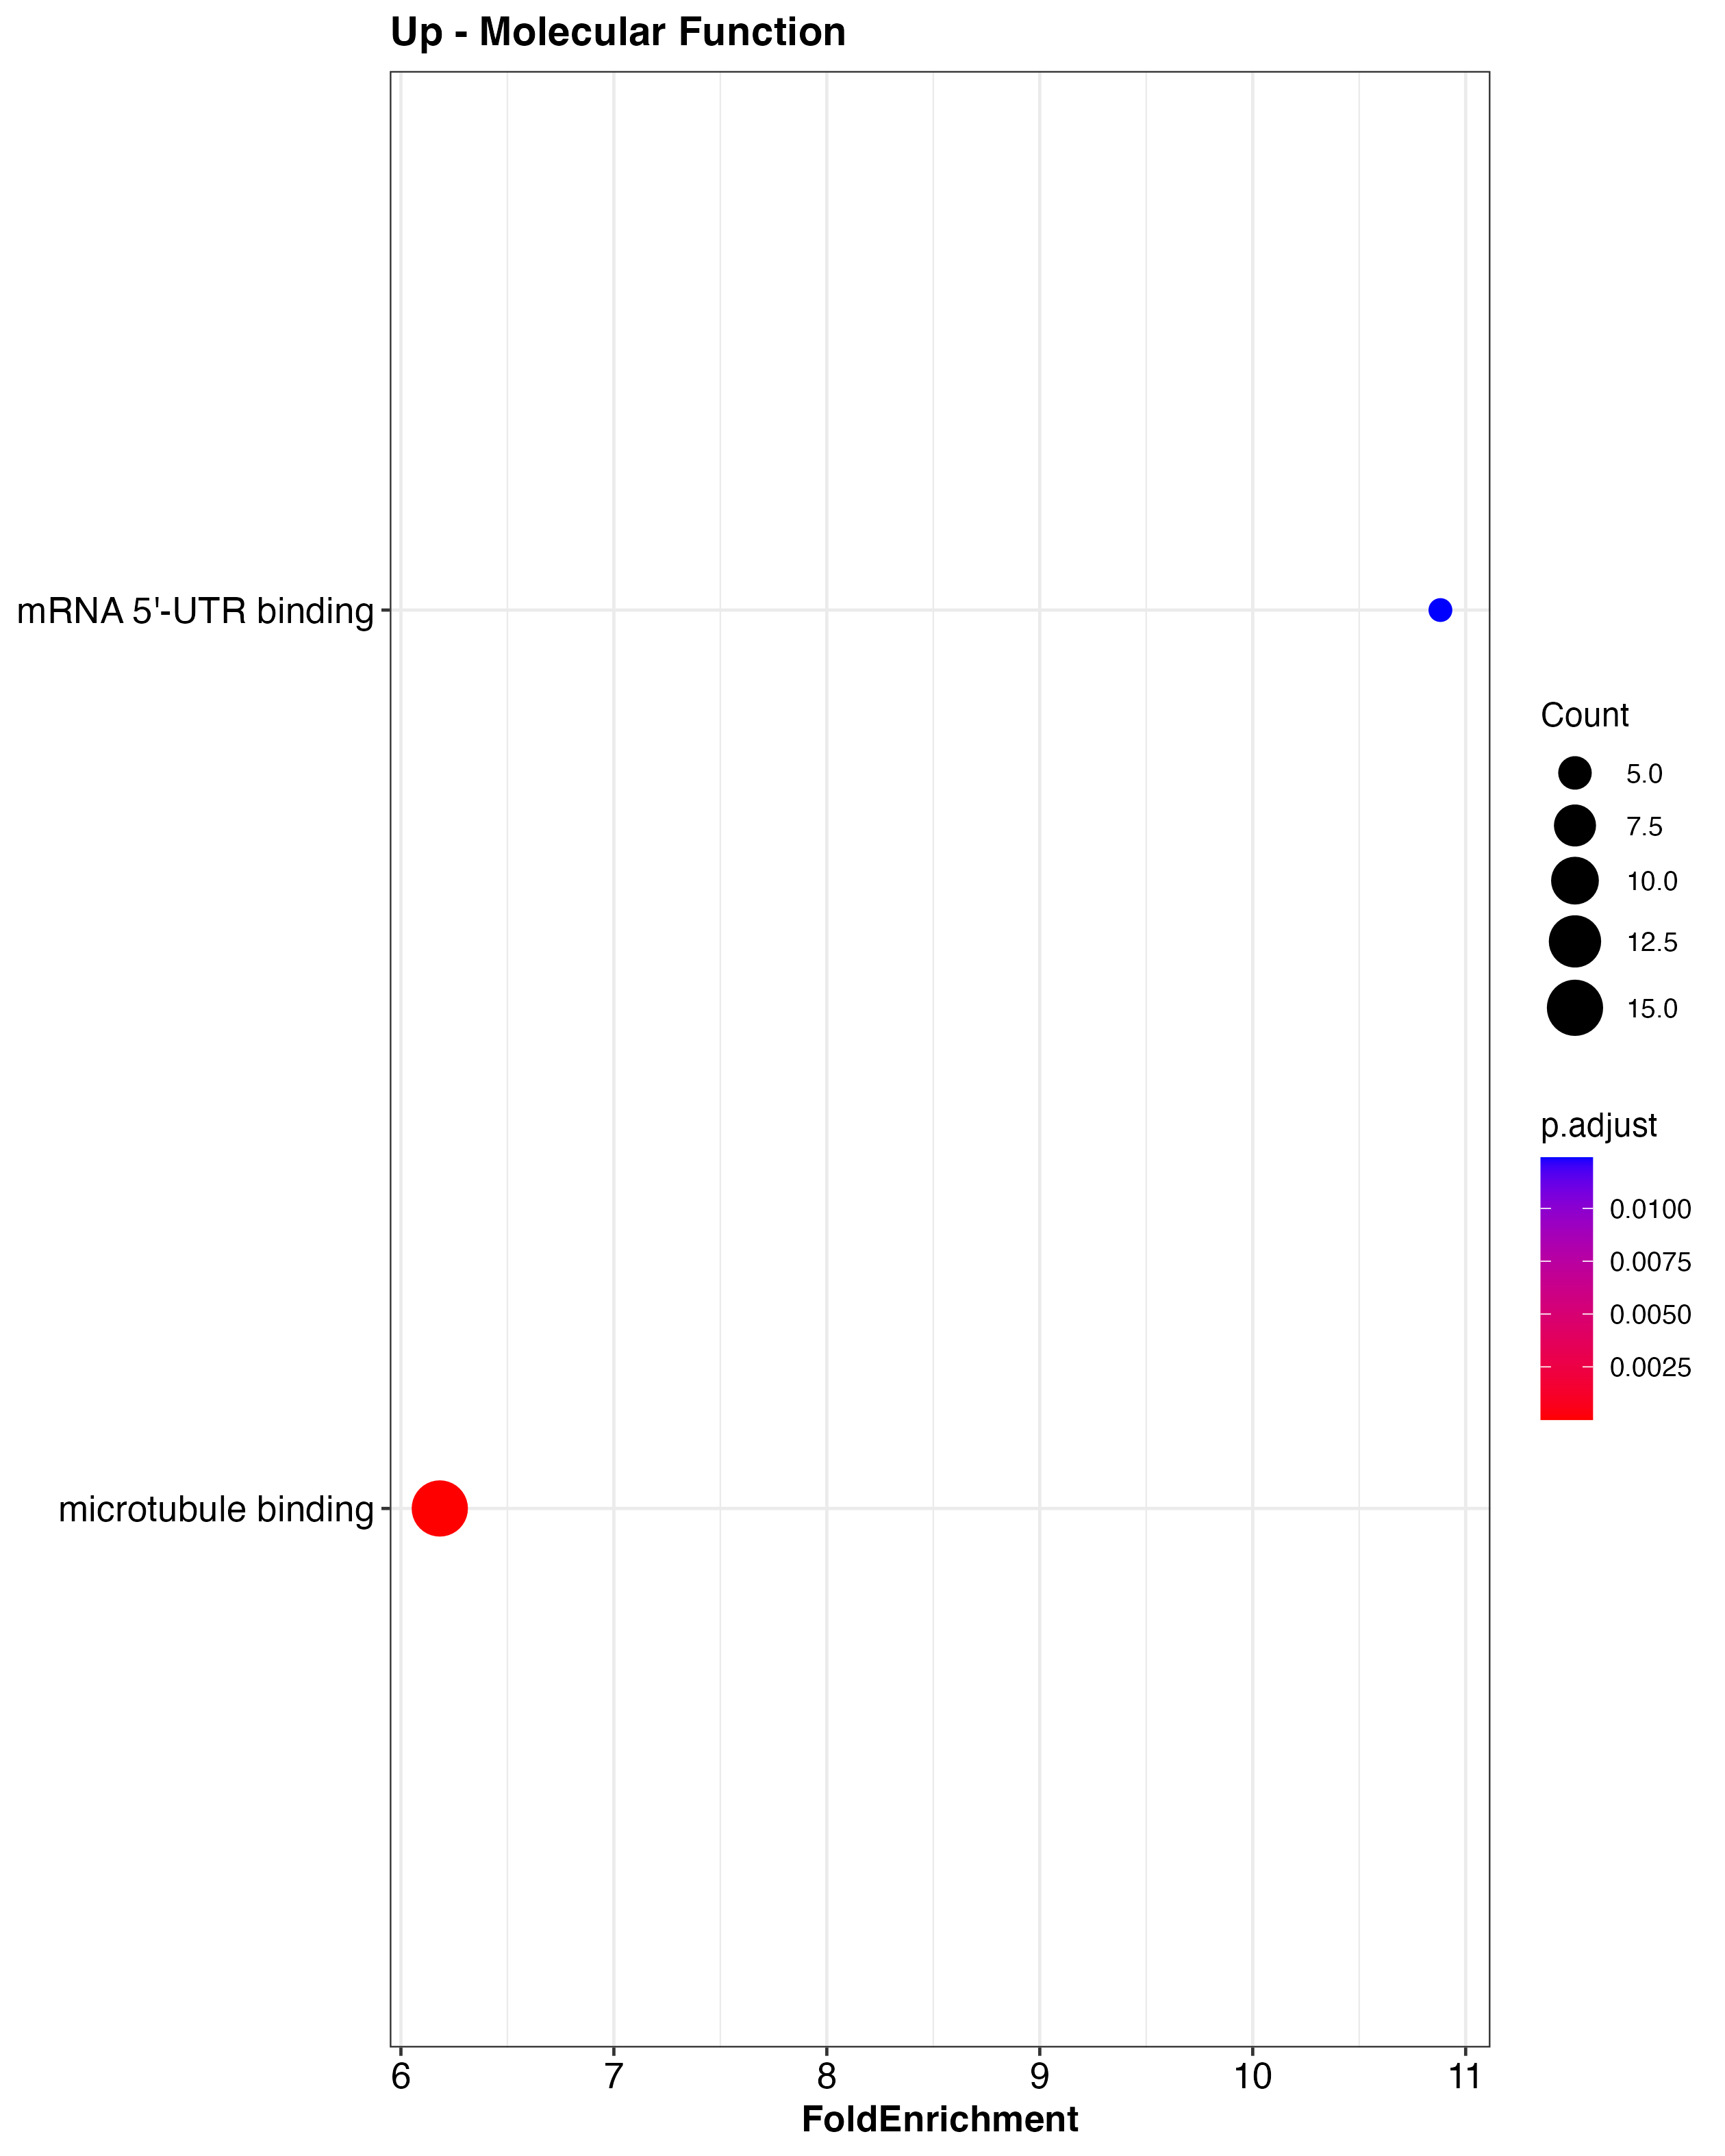 Up - Molecular Function
mRNA 5'-UTR binding
microtubule binding
6 7 8 9 10 11
FoldEnrichment
Count
5.0
7.5
10.0
12.5
15.0
p.adjust
0.0100
0.0075
0.0050
0.0025